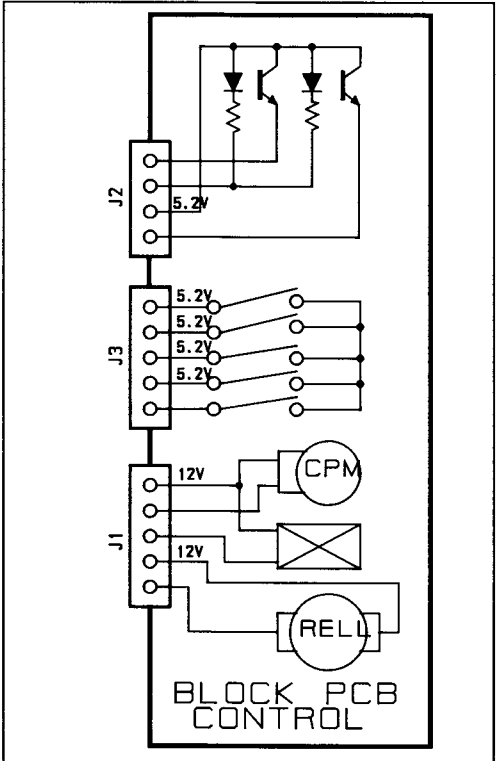 J2
5.2V
J3
5.2V
5.2V
5.2V
5.2V
J1
12V
CPM
12V
RELL
BLOCK PCB
CONTROL